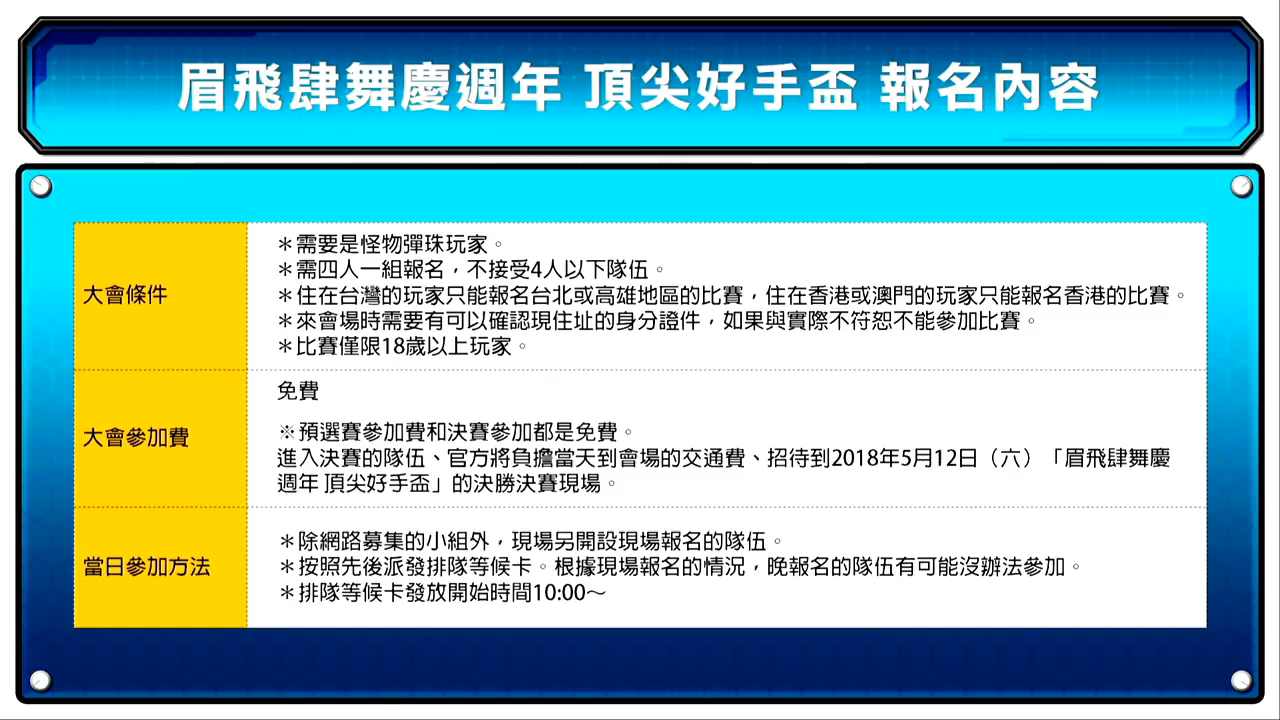 眉飛肆舞慶週年 頂尖好手盃 報名內容
大會條件
＊需要是怪物彈珠玩家。
＊需四人一組報名，不接受4人以下隊伍。
＊住在台灣的玩家只能報名台北或高雄地區的比賽，住在香港或澳門的玩家只能報名香港的比賽。
＊來會場時需要有可以確認現住址的身分證件，如果與實際不符恕不能參加比賽。
＊比賽僅限18歲以上玩家。
大會參加費
免費
※預選賽參加費和決賽參加都是免費。
進入決賽的隊伍、官方將負擔當天到會場的交通費、招待到2018年5月12日（六）「眉飛肆舞慶
週年 頂尖好手盃」的決勝決賽現場。
當日參加方法
＊除網路募集的小組外，現場另開設現場報名的隊伍。
＊按照先後派發排隊等候卡。根據現場報名的情況，晚報名的隊伍有可能沒辦法參加。
＊排隊等候卡發放開始時間10:00～